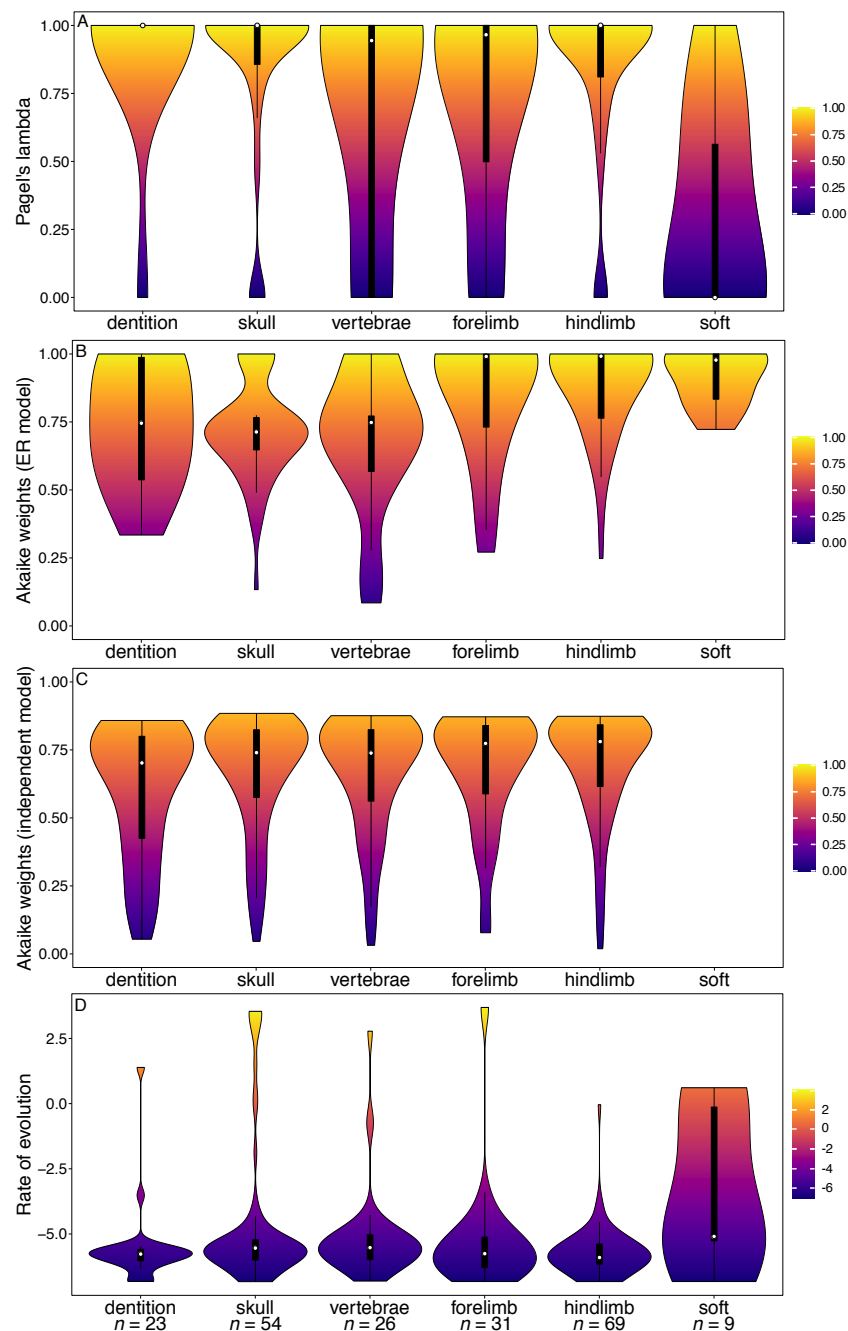 A
Pagel's lambda
1.00
0.75
0.50
0.25
0.00
dentition skull vertebrae forelimb hindlimb soft
1.00
0.75
0.50
0.25
0.00
B
Akaike weights (ER model)
1.00
0.75
0.50
0.25
0.00
dentition skull vertebrae forelimb hindlimb soft
1.00
0.75
0.50
0.25
0.00
C
Akaike weights (independent model)
0.75
0.50
0.25
0.00
dentition skull vertebrae forelimb hindlimb soft
1.00
0.75
0.50
0.25
0.00
D
Rate of evolution
2.5
0.0
−2.5
−5.0
2
0
-2
-4
-6
dentition skull vertebrae forelimb hindlimb soft
n = 23 n = 54 n = 26 n = 31 n = 69 n = 9